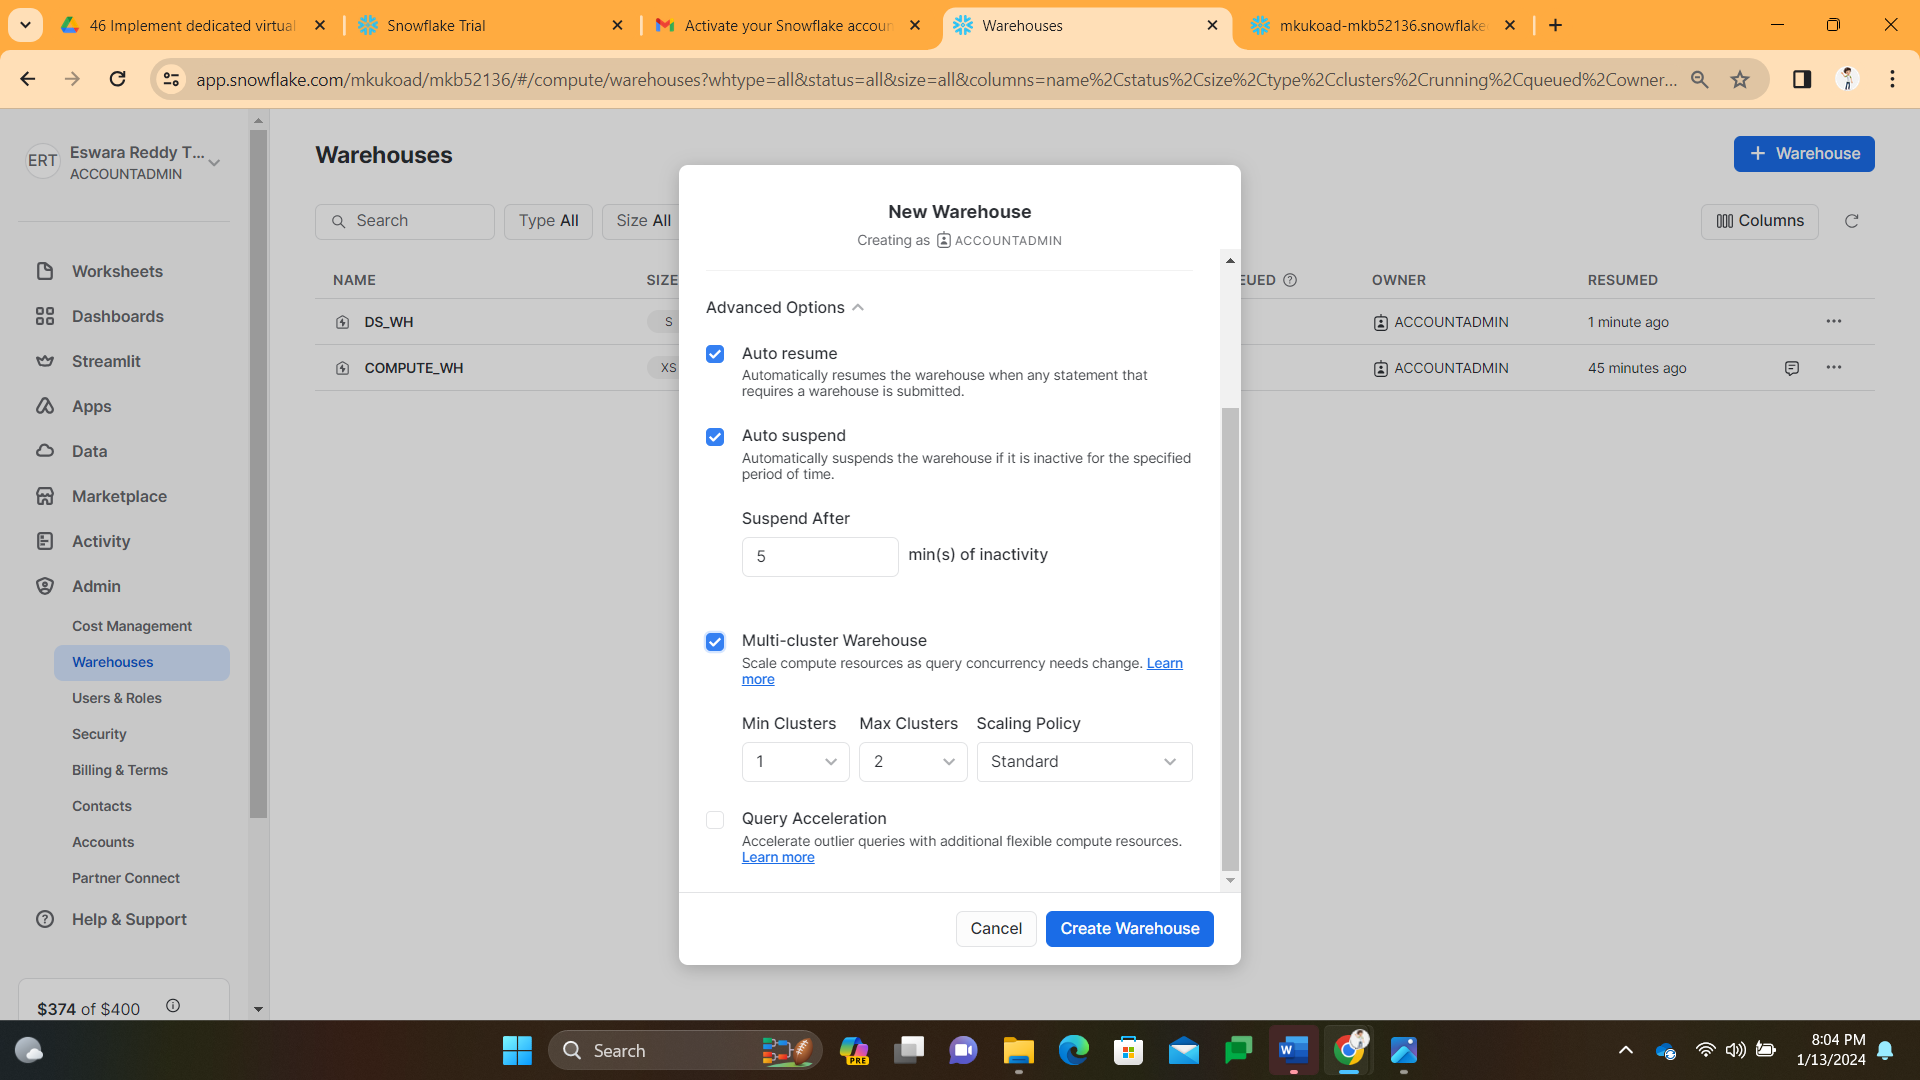 46 Implement dedicated virtual
Snowflake Trial
Activate your Snowflake accoun
Warehouses
mkukoad-mkb52136.snowflake
app.snowflake.com/mkukoad/mkb52136/#/compute/warehouses?whtype=all&status=all&size=all&columns=name%2Cstatus%2Csize%2Ctype%2Cclusters%2Crunning%2Cqueued%2Cowner...
ERT
Eswara Reddy T...
ACCOUNTADMIN
Worksheets
Dashboards
Streamlit
Apps
Data
Marketplace
Activity
Admin
Cost Management
Warehouses
Users & Roles
Security
Billing & Terms
Contacts
Accounts
Partner Connect
Help & Support
$374 of $400
Warehouses
+ Warehouse
Search
Type All
Size All
Columns
NAME SIZE EUED OWNER RESUMED
DS_WH S ACCOUNTADMIN 1 minute ago
COMPUTE_WH XS ACCOUNTADMIN 45 minutes ago
New Warehouse
Creating as ACCOUNTADMIN
Advanced Options
Auto resume
Automatically resumes the warehouse when any statement that
requires a warehouse is submitted.
Auto suspend
Automatically suspends the warehouse if it is inactive for the specified
period of time.
Suspend After
5 min(s) of inactivity
Multi-cluster Warehouse
Scale compute resources as query concurrency needs change. Learn
more
Min Clusters Max Clusters Scaling Policy
1 2 Standard
Query Acceleration
Accelerate outlier queries with additional flexible compute resources.
Learn more
Cancel
Create Warehouse
Search
PRE
W
8:04 PM
1/13/2024